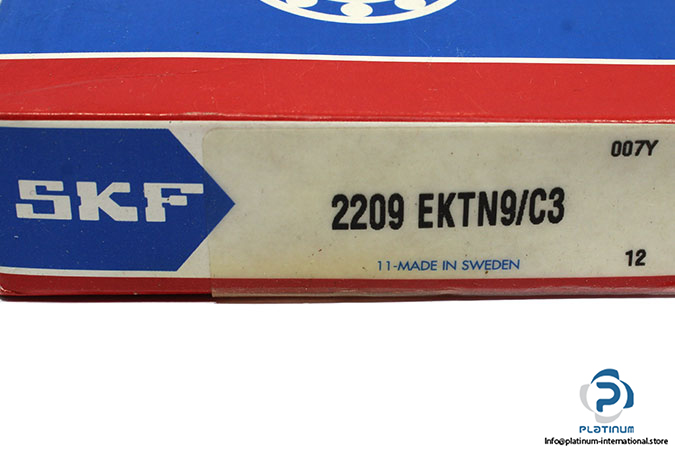 007Y
SKF
2209 EKTN9/C3
11-MADE IN SWEDEN
12
PLATINUM
Info@platinum-international.store